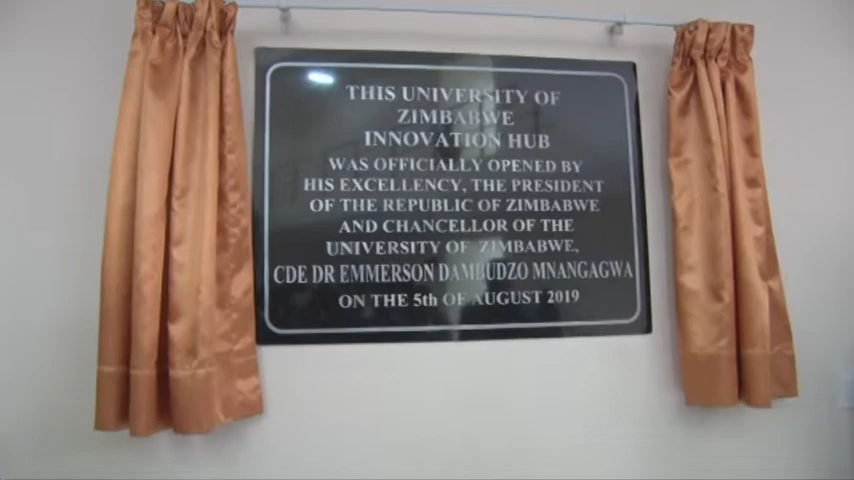 THIS UNIVERSITY OF
ZIMBABWE
INNOVATION HUB
WAS OFFICIALLY OPENED BY
HIS EXCELLENCY, THE PRESIDENT
OF THE REPUBLIC OF ZIMBABWE
AND CHANCELLOR OF THE
UNIVERSITY OF ZIMBABWE,
CDE DR EMMERSON DAMBUDZO MNANGAGWA
ON THE 5th OF AUGUST 2019